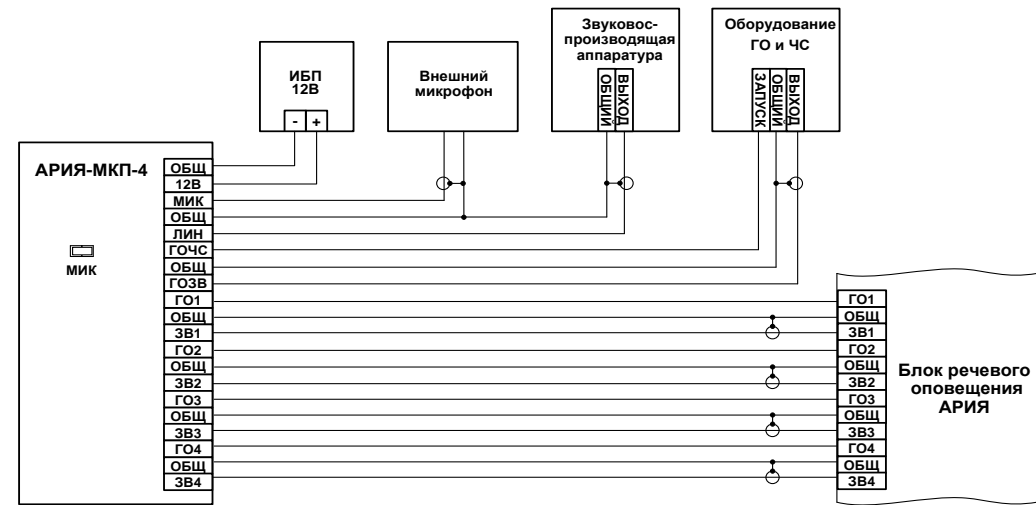 Звуковос-
производящая
аппаратура
ОБЩИЙ
ВЫХОД
Оборудование
ГО и ЧС
ЗАПУСК
ОБЩИЙ
ВЫХОД
ИБП
12В
- +
Внешний
микрофон
АРИЯ-МКП-4
МИК
ОБЩ
12В
МИК
ОБЩ
ЛИН
ГОЧС
ОБЩ
ГОЗВ
ГО1
ОБЩ
ЗВ1
ГО2
ОБЩ
ЗВ2
ГО3
ОБЩ
ЗВ3
ГО4
ОБЩ
ЗВ4
ГО1
ОБЩ
ЗВ1
ГО2
ОБЩ
ЗВ2
ГО3
ОБЩ
ЗВ3
ГО4
ОБЩ
ЗВ4
Блок речевого
оповещения
АРИЯ